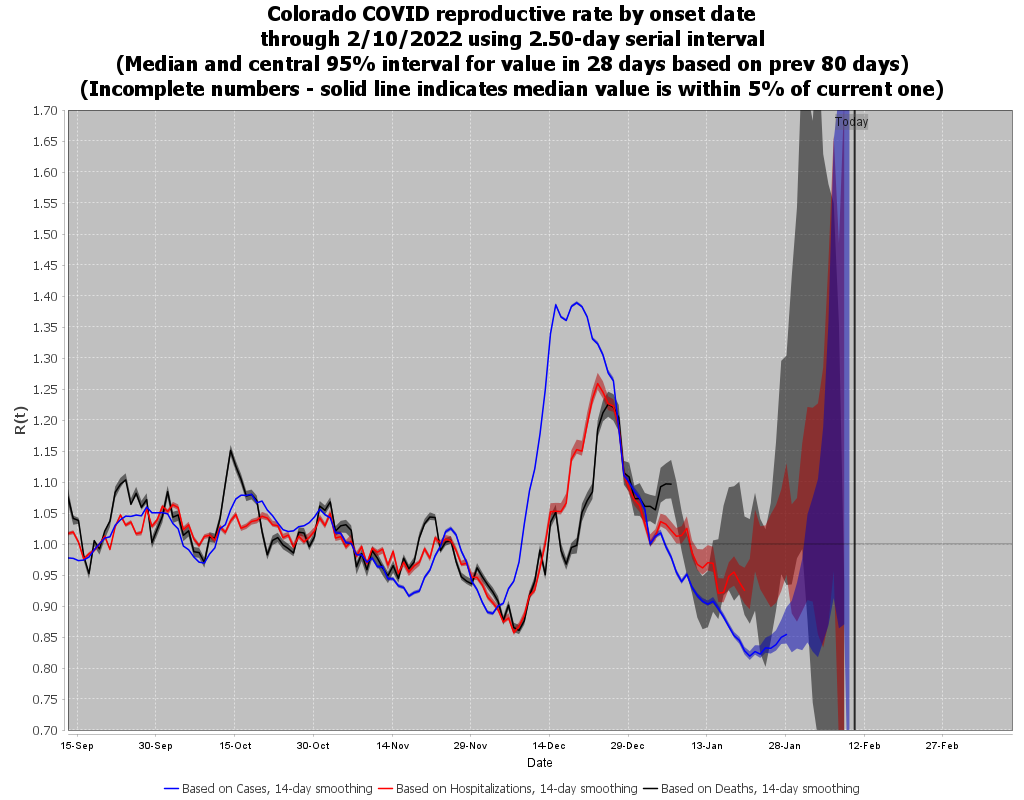 Colorado COVID reproductive rate by onset date
through 2/10/2022 using 2.50-day serial interval
(Median and central 95% interval for value in 28 days based on prev 80 days)
(Incomplete numbers - solid line indicates median value is within 5% of current one)
1.70
Today
1.65
1.60
1.55
1.50
1.45
1.40
1.35
1.30
1.25
1.20
R(t)
1.15
1.10
1.05
1.00
0.95
0.90
0.85
0.80
0.75
0.70
15-Sep 30-Sep 15-Oct 30-Oct 14-Nov 29-Nov 14-Dec 29-Dec 13-Jan 28-Jan 12-Feb 27-Feb
Date
Based on Cases, 14-day smoothing Based on Hospitalizations, 14-day smoothing Based on Deaths, 14-day smoothing